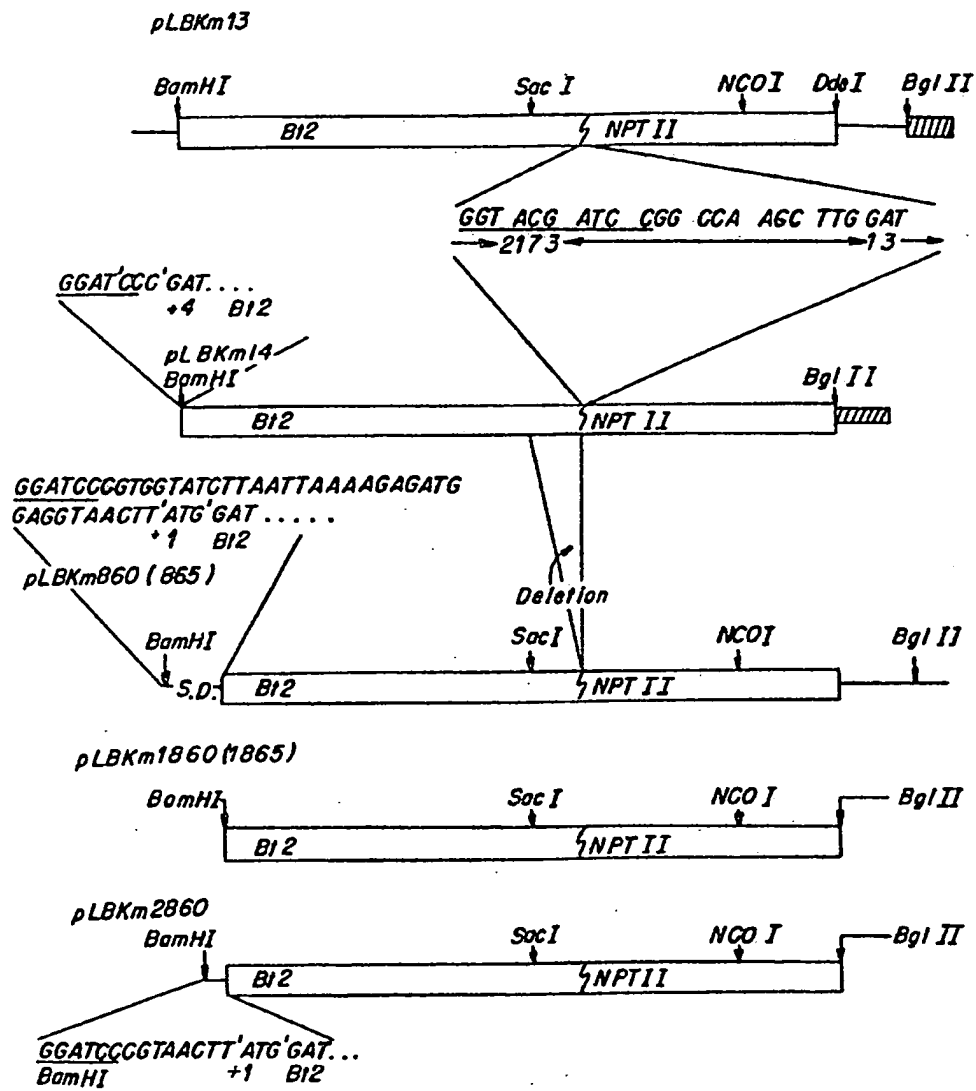 pLBKm13
BamHI Sac I NCOI DdeI Bgl II
Bt2 NPT II
GGT ACG ATC CGG CCA AGC TTG GAT
2173 13
GGAT'CCC'GAT....
+4 Bt2
pLBKm14
BamHI Bgl II
Bt2 NPT II
GGATCCCGTGGTATCTTAATTAAAAGAGATG
GAGGTAACTT'ATG'GAT.....
+1 Bt2
pLBKm860 (865)
Deletion
BamHI SacI NCOI Bgl II
S.D. Bt2 NPT II
pLBKm1860 (1865)
BamHI Sac I NCO I Bgl II
Bt2 NPT II
pLBKm2860
BamHI SacI NCO I Bgl II
Bt2 NPTII
GGATCCCGTAACTT'ATG'GAT...
BamHI +1 Bt2